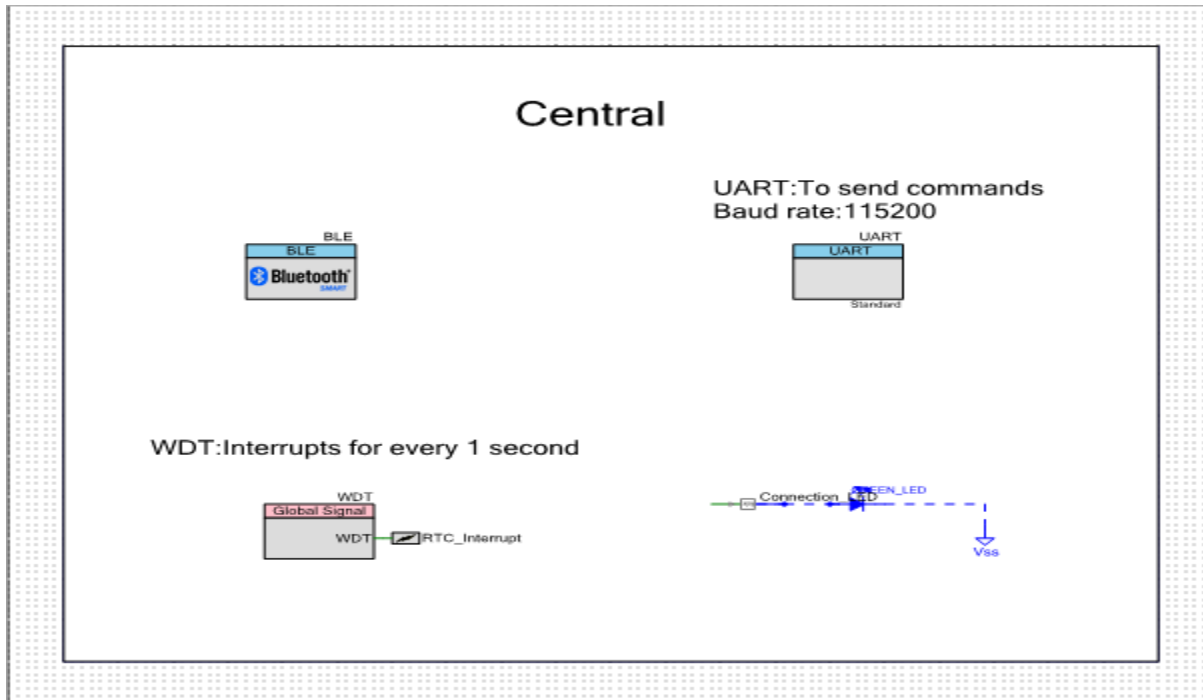 Central
UART:To send commands
Baud rate:115200
BLE
BLE
Bluetooth
SMART
UART
UART
Standard
WDT:Interrupts for every 1 second
WDT
Global Signal
WDT
RTC_Interrupt
Connection_LED
GREEN_LED
Vss